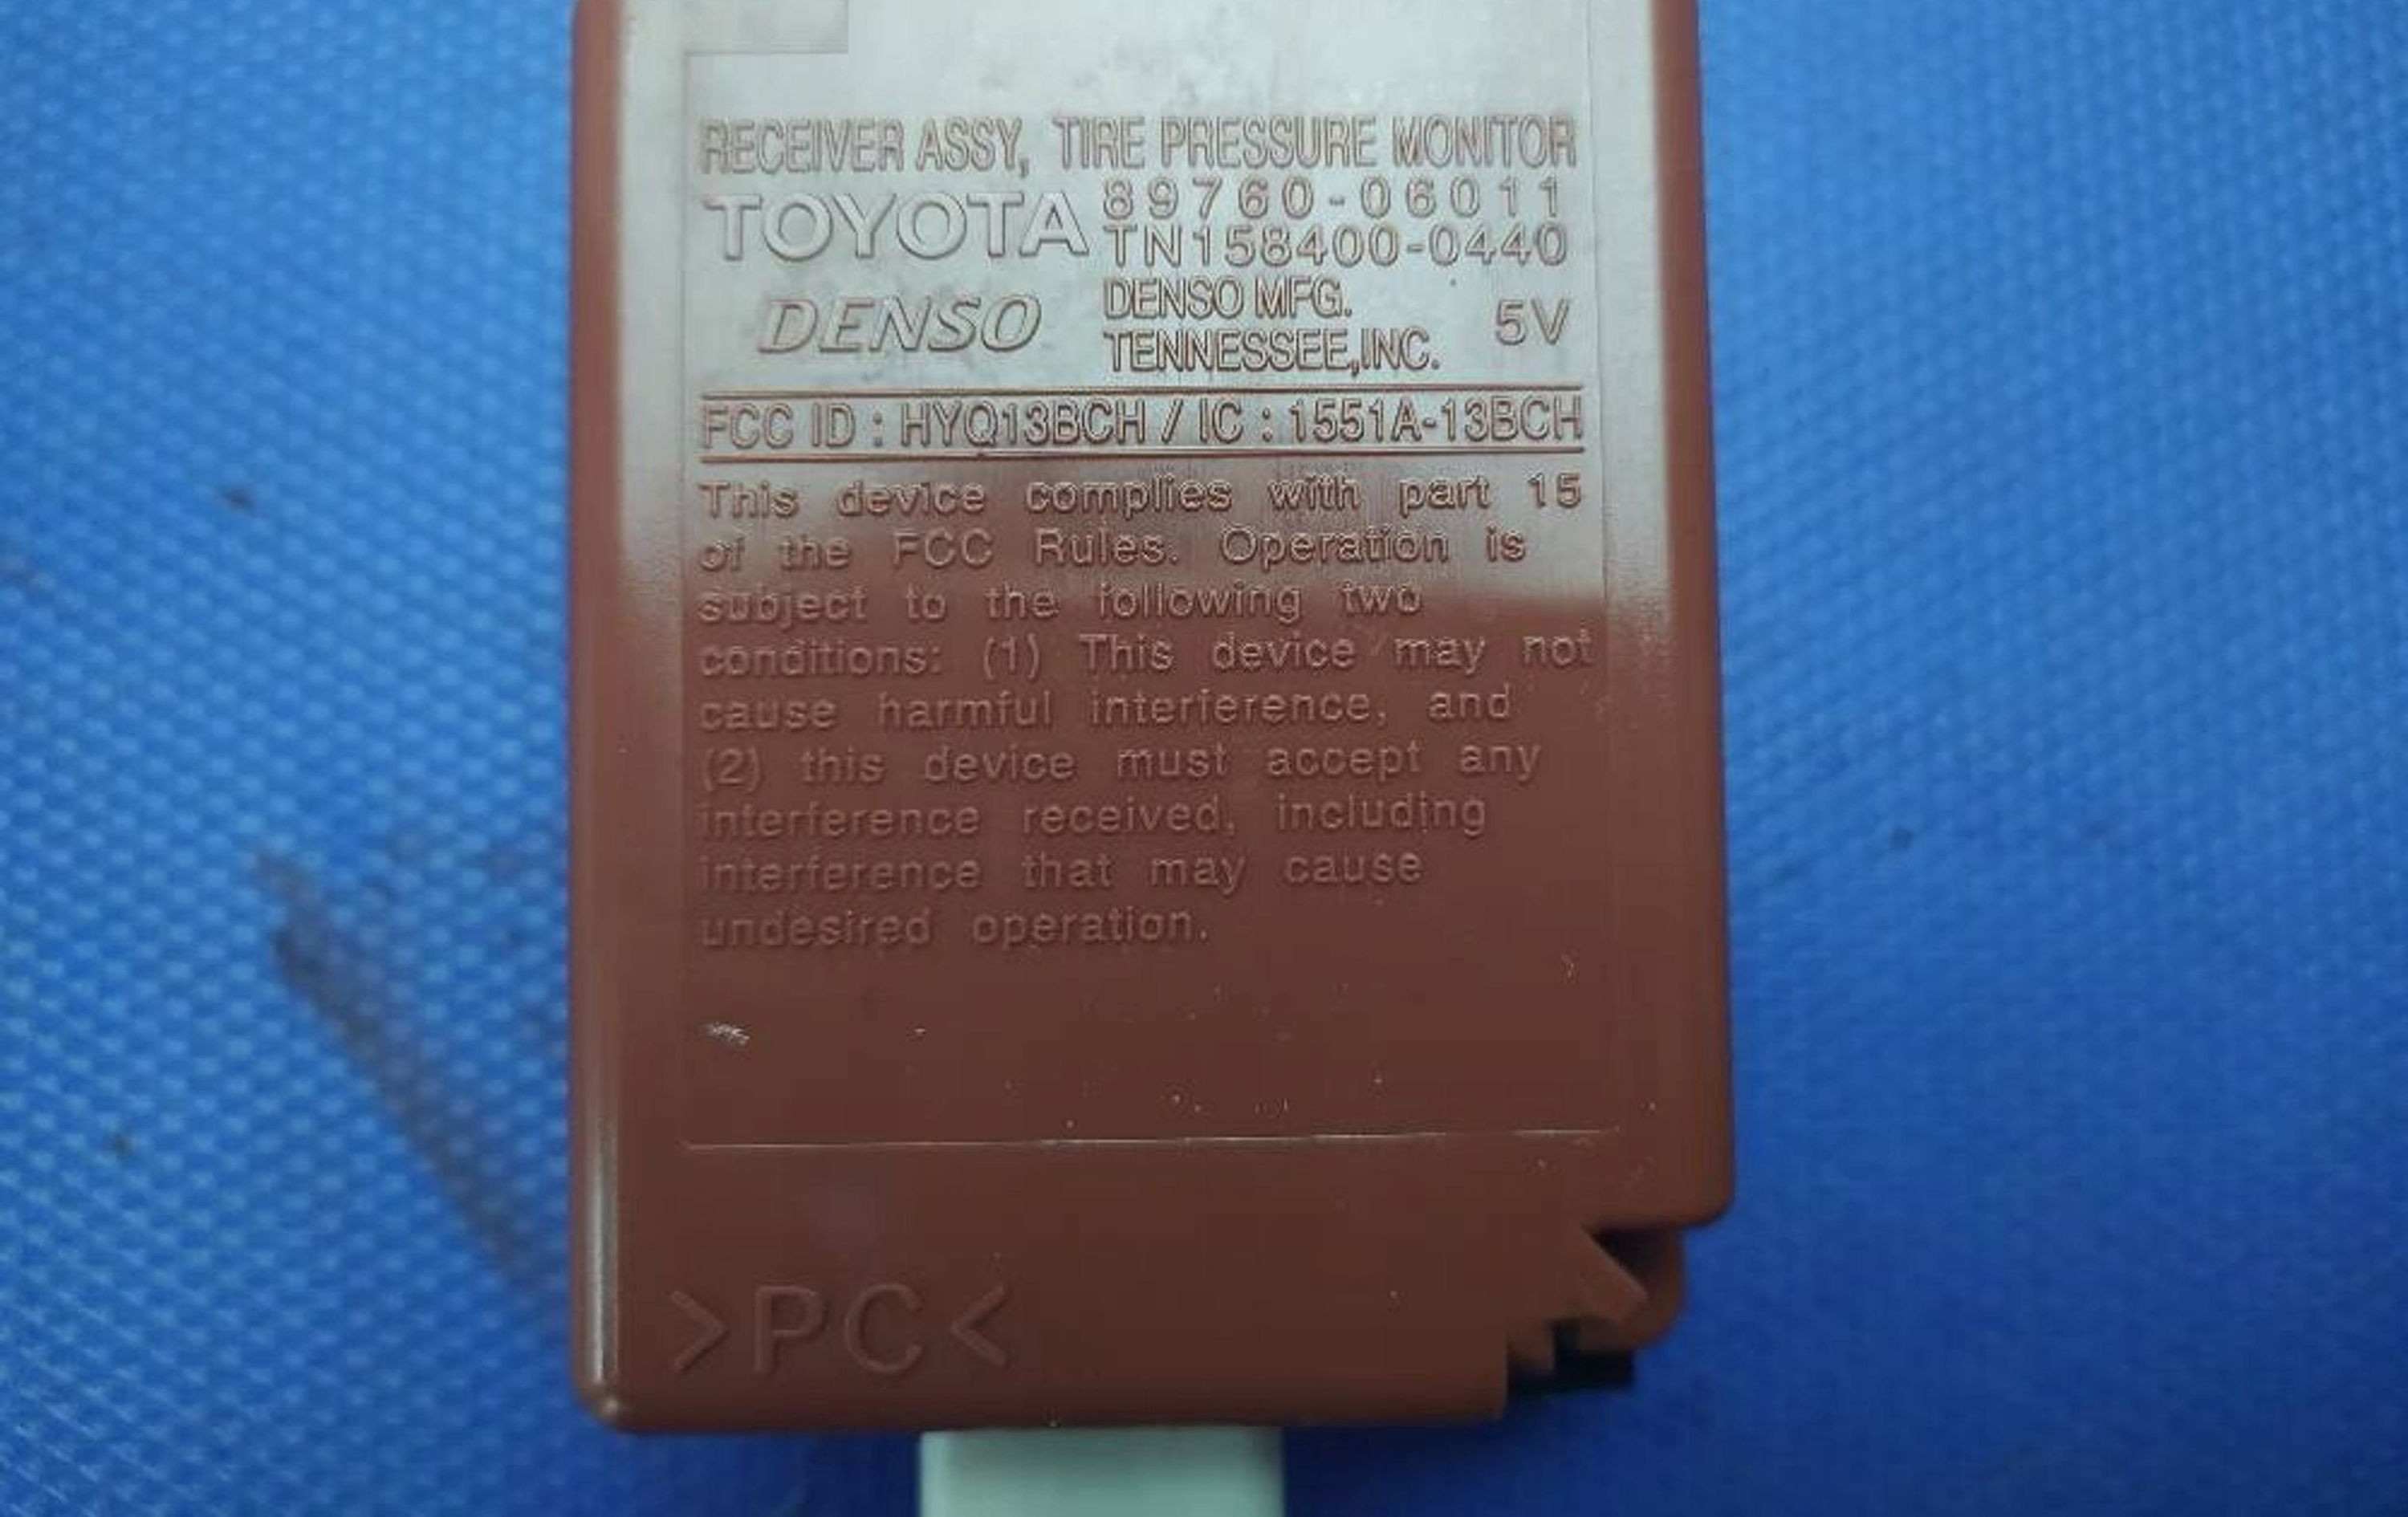 RECEIVER ASSY, TIRE PRESSURE MONITOR
TOYOTA 89760-06011
TN158400-0440
DENSO DENSO MFG.
TENNESSEE,INC. 5V
FCC ID : HYQ13BCH / IC : 1551A-13BCH
This device complies with part 15
of the FCC Rules. Operation is
subject to the following two
conditions: (1) This device may not
cause harmful interference, and
(2) this device must accept any
interference received, including
interference that may cause
undesired operation.
>PC<